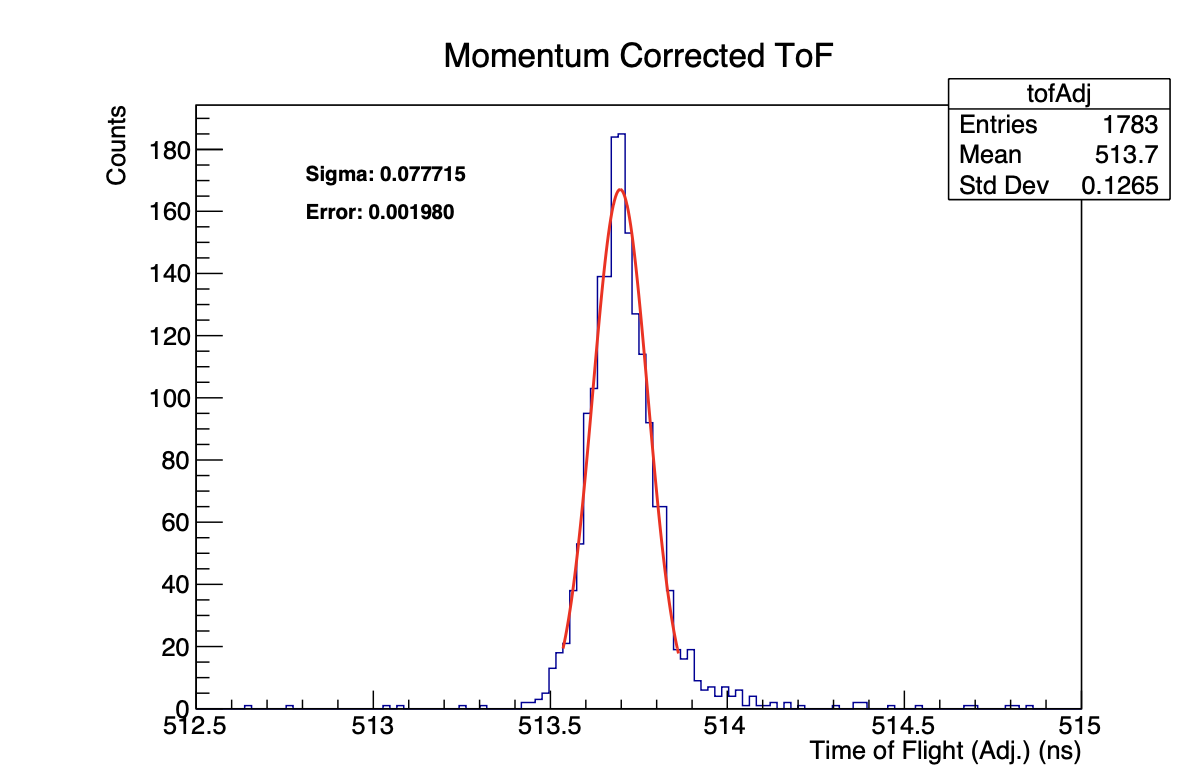 Momentum Corrected ToF
tofAdj
Entries 1783
Mean 513.7
Std Dev 0.1265
Counts
Sigma: 0.077715
Error: 0.001980
180
160
140
120
100
80
60
40
20
0
512.5 513 513.5 514 514.5 515
Time of Flight (Adj.) (ns)